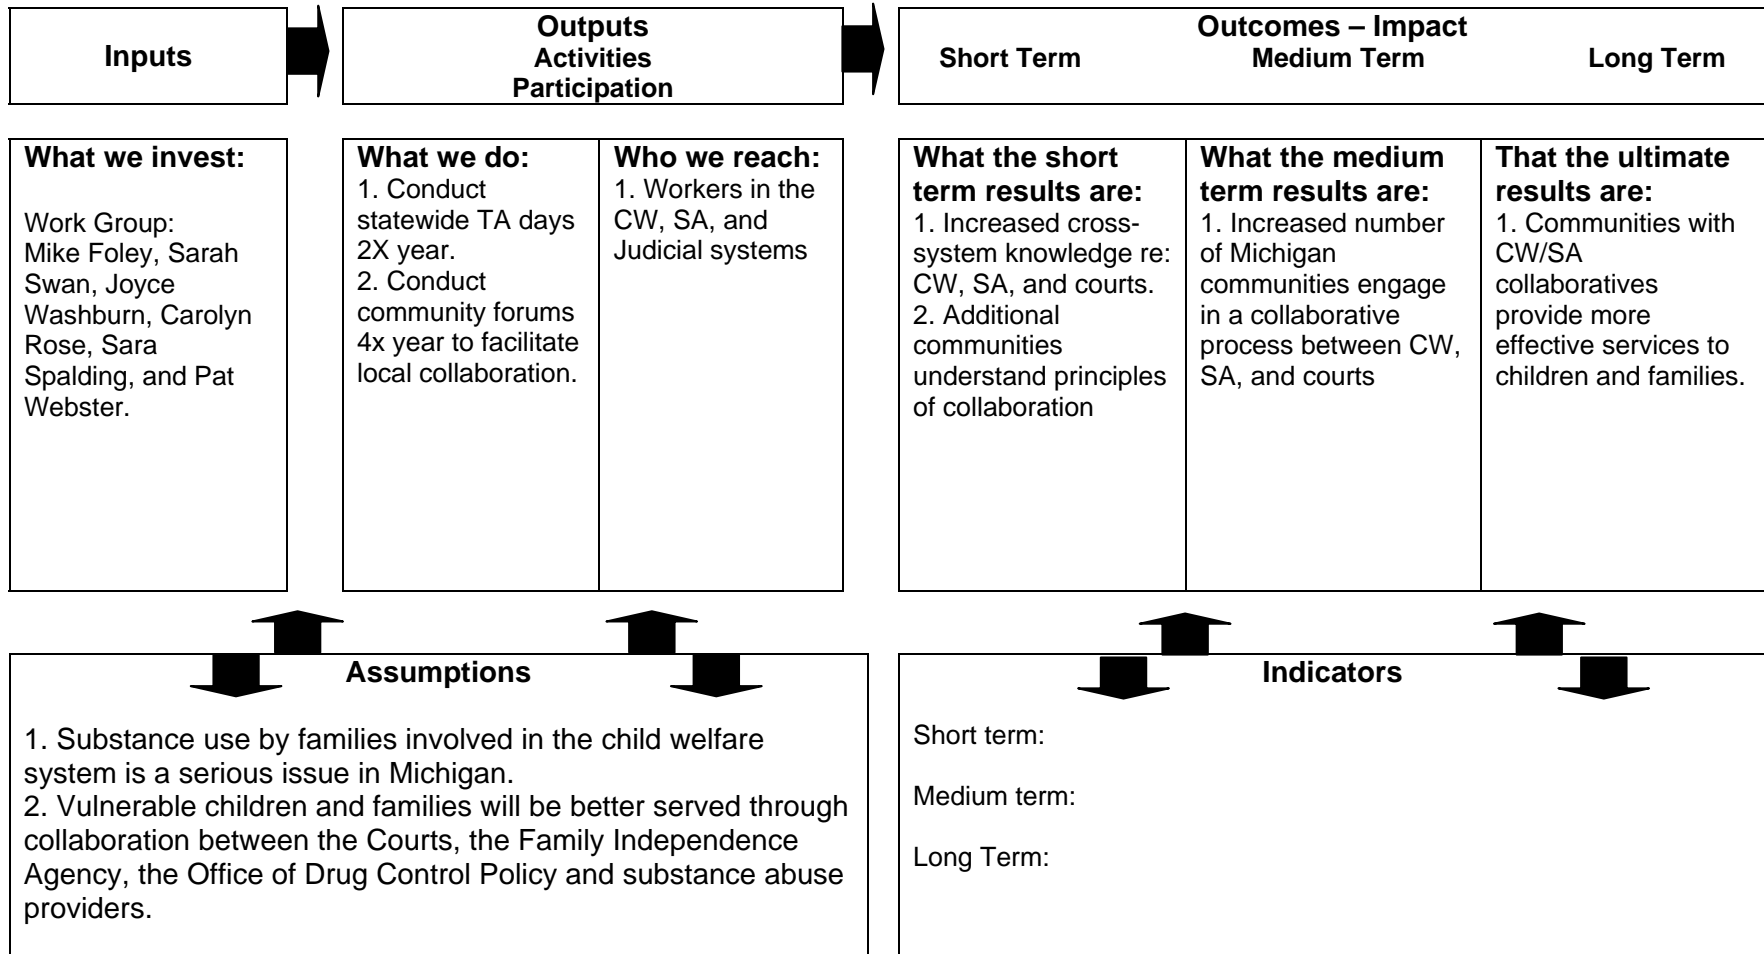 Inputs
Outputs
Activities
Participation
Outcomes – Impact
Short Term Medium Term Long Term
What we invest:
Work Group:
Mike Foley, Sarah
Swan, Joyce
Washburn, Carolyn
Rose, Sara
Spalding, and Pat
Webster.
What we do:
1. Conduct
statewide TA days
2X year.
2. Conduct
community forums
4x year to facilitate
local collaboration.
Who we reach:
1. Workers in the
CW, SA, and
Judicial systems
What the short
term results are:
1. Increased cross-
system knowledge re:
CW, SA, and courts.
2. Additional
communities
understand principles
of collaboration
What the medium
term results are:
1. Increased number
of Michigan
communities engage
in a collaborative
process between CW,
SA, and courts
That the ultimate
results are:
1. Communities with
CW/SA
collaboratives
provide more
effective services to
children and families.
Assumptions
1. Substance use by families involved in the child welfare
system is a serious issue in Michigan.
2. Vulnerable children and families will be better served through
collaboration between the Courts, the Family Independence
Agency, the Office of Drug Control Policy and substance abuse
providers.
Indicators
Short term:
Medium term:
Long Term: